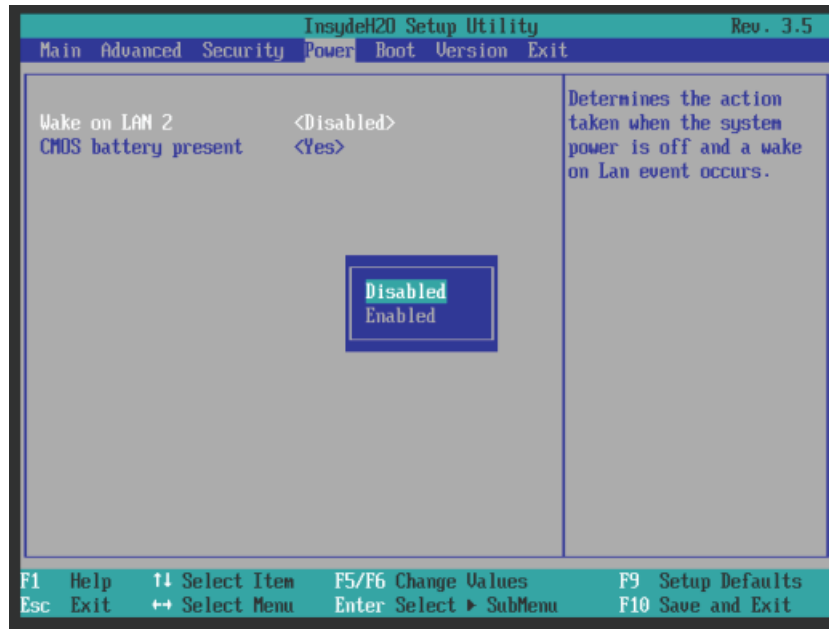 InsydeH2O Setup Utility Rev. 3.5
Main Advanced Security Power Boot Version Exit
Wake on LAN 2 <Disabled>
CMOS battery present <Yes>
Determines the action
taken when the system
power is off and a wake
on Lan event occurs.
Disabled
Enabled
F1 Help ↑↓ Select Item F5/F6 Change Values F9 Setup Defaults
Esc Exit ↔ Select Menu Enter Select ▶ SubMenu F10 Save and Exit